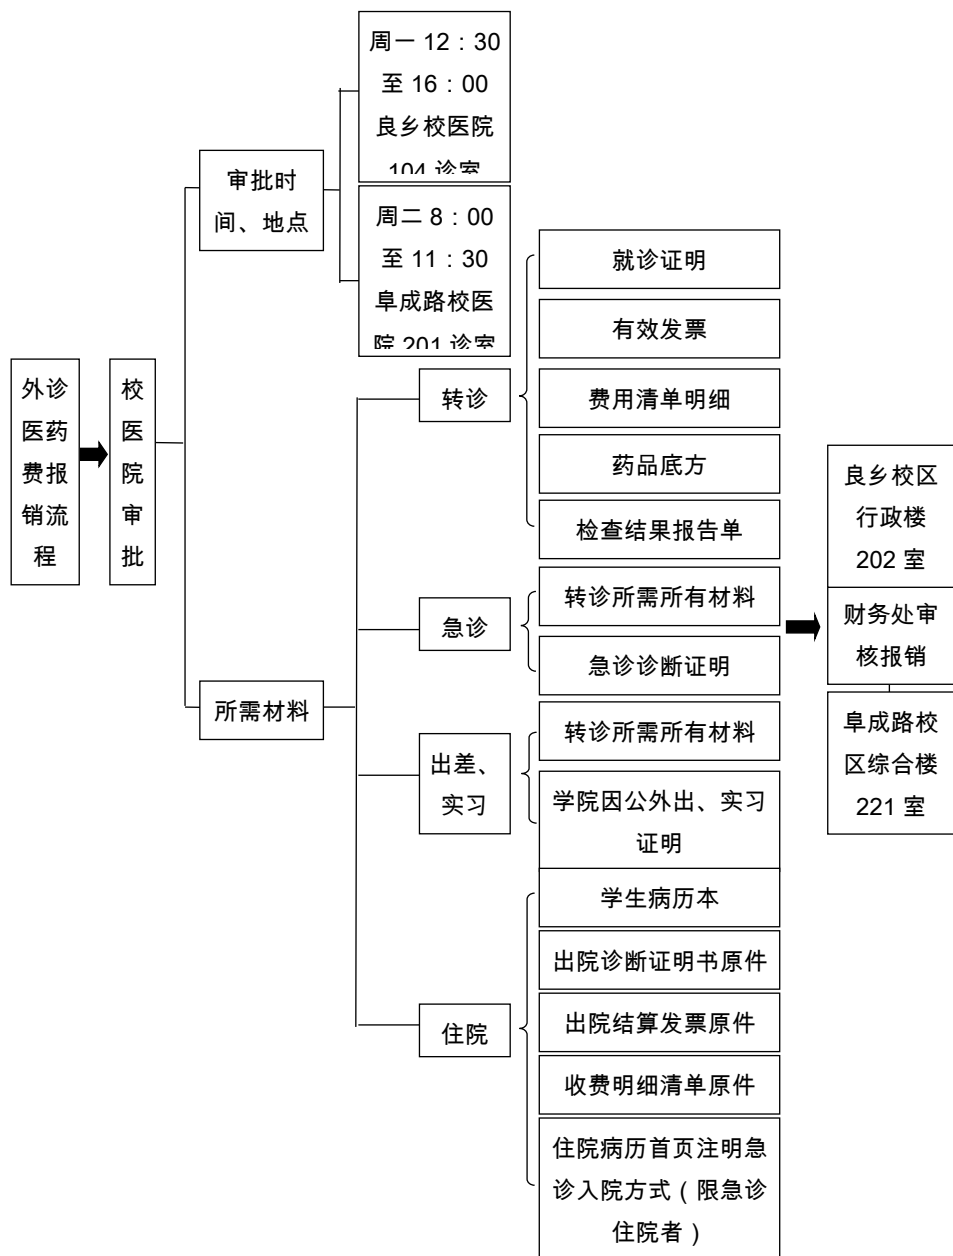 外诊
医药
费报
销流
程
校
医
院
审
批
审批时
间、地点
周一 12：30
至 16：00
良乡校医院
104 诊室
周二 8：00
至 11：30
阜成路校医
院 201 诊室
所需材料
转诊
就诊证明
有效发票
费用清单明细
药品底方
检查结果报告单
急诊
转诊所需所有材料
急诊诊断证明
出差、
实习
转诊所需所有材料
学院因公外出、实习
证明
住院
学生病历本
出院诊断证明书原件
出院结算发票原件
收费明细清单原件
住院病历首页注明急
诊入院方式（限急诊
住院者）
良乡校区
行政楼
202 室
财务处审
核报销
阜成路校
区综合楼
221 室